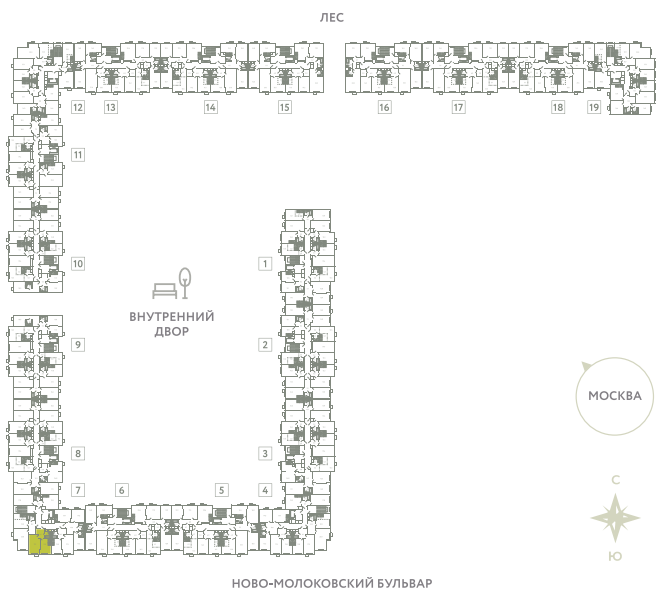 ЛЕС
12 13 14 15 16 17 18 19
11
10 1
ВНУТРЕННИЙ
ДВОР
9 2
МОСКВА
8 3
7 6 5 4
С
Ю
НОВО-МОЛОКОВСКИЙ БУЛЬВАР